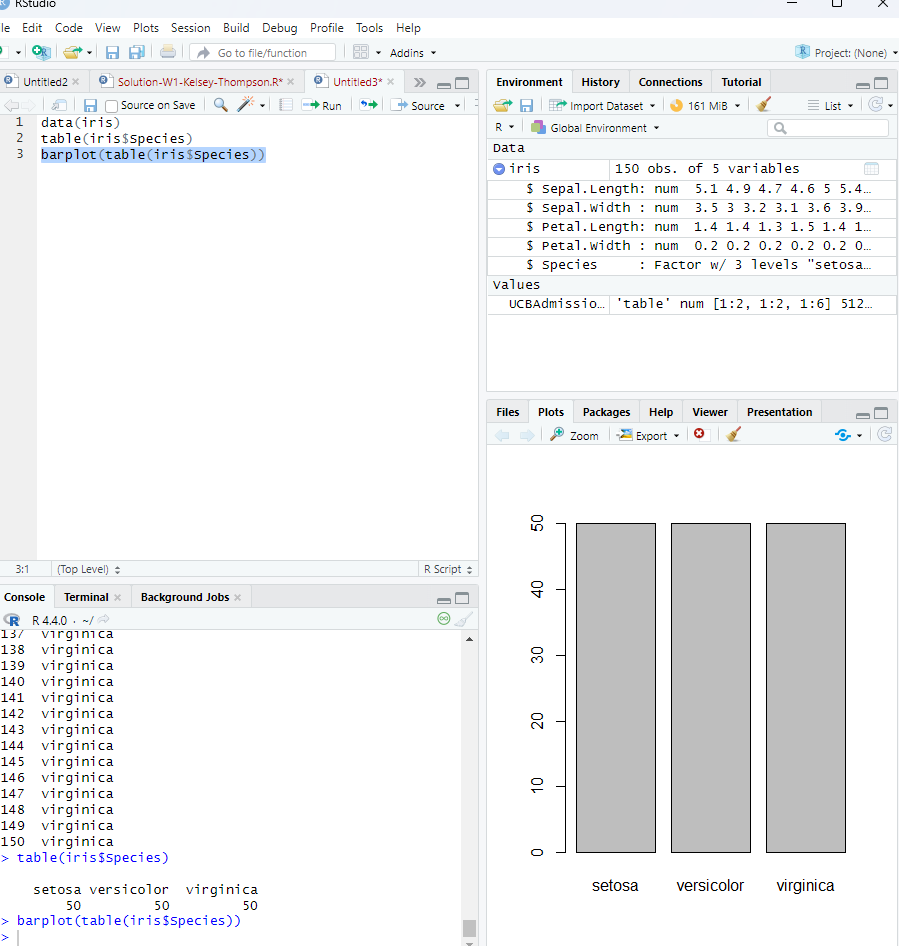 RStudio
le Edit Code View Plots Session Build Debug Profile Tools Help
Go to file/function Addins Project: (None)
Untitled2 Solution-W1-Kelsey-Thompson.R* Untitled3*
Source on Save Run Source
1 data(iris)
2 table(iris$Species)
3 barplot(table(iris$Species))
3:1 (Top Level) R Script
Console Terminal Background Jobs
R 4.4.0 · ~/
137 virginica
138 virginica
139 virginica
140 virginica
141 virginica
142 virginica
143 virginica
144 virginica
145 virginica
146 virginica
147 virginica
148 virginica
149 virginica
150 virginica
> table(iris$Species)
setosa versicolor virginica
50 50 50
> barplot(table(iris$Species))
>
Environment History Connections Tutorial
Import Dataset 161 MiB List
R Global Environment
Data
iris 150 obs. of 5 variables
$ Sepal.Length: num 5.1 4.9 4.7 4.6 5 5.4…
$ Sepal.Width : num 3.5 3 3.2 3.1 3.6 3.9…
$ Petal.Length: num 1.4 1.4 1.3 1.5 1.4 1…
$ Petal.Width : num 0.2 0.2 0.2 0.2 0.2 0…
$ Species : Factor w/ 3 levels "setosa…
Values
UCBAdmissio… 'table' num [1:2, 1:2, 1:6] 512…
Files Plots Packages Help Viewer Presentation
Zoom Export
50
40
30
20
10
0
setosa versicolor virginica